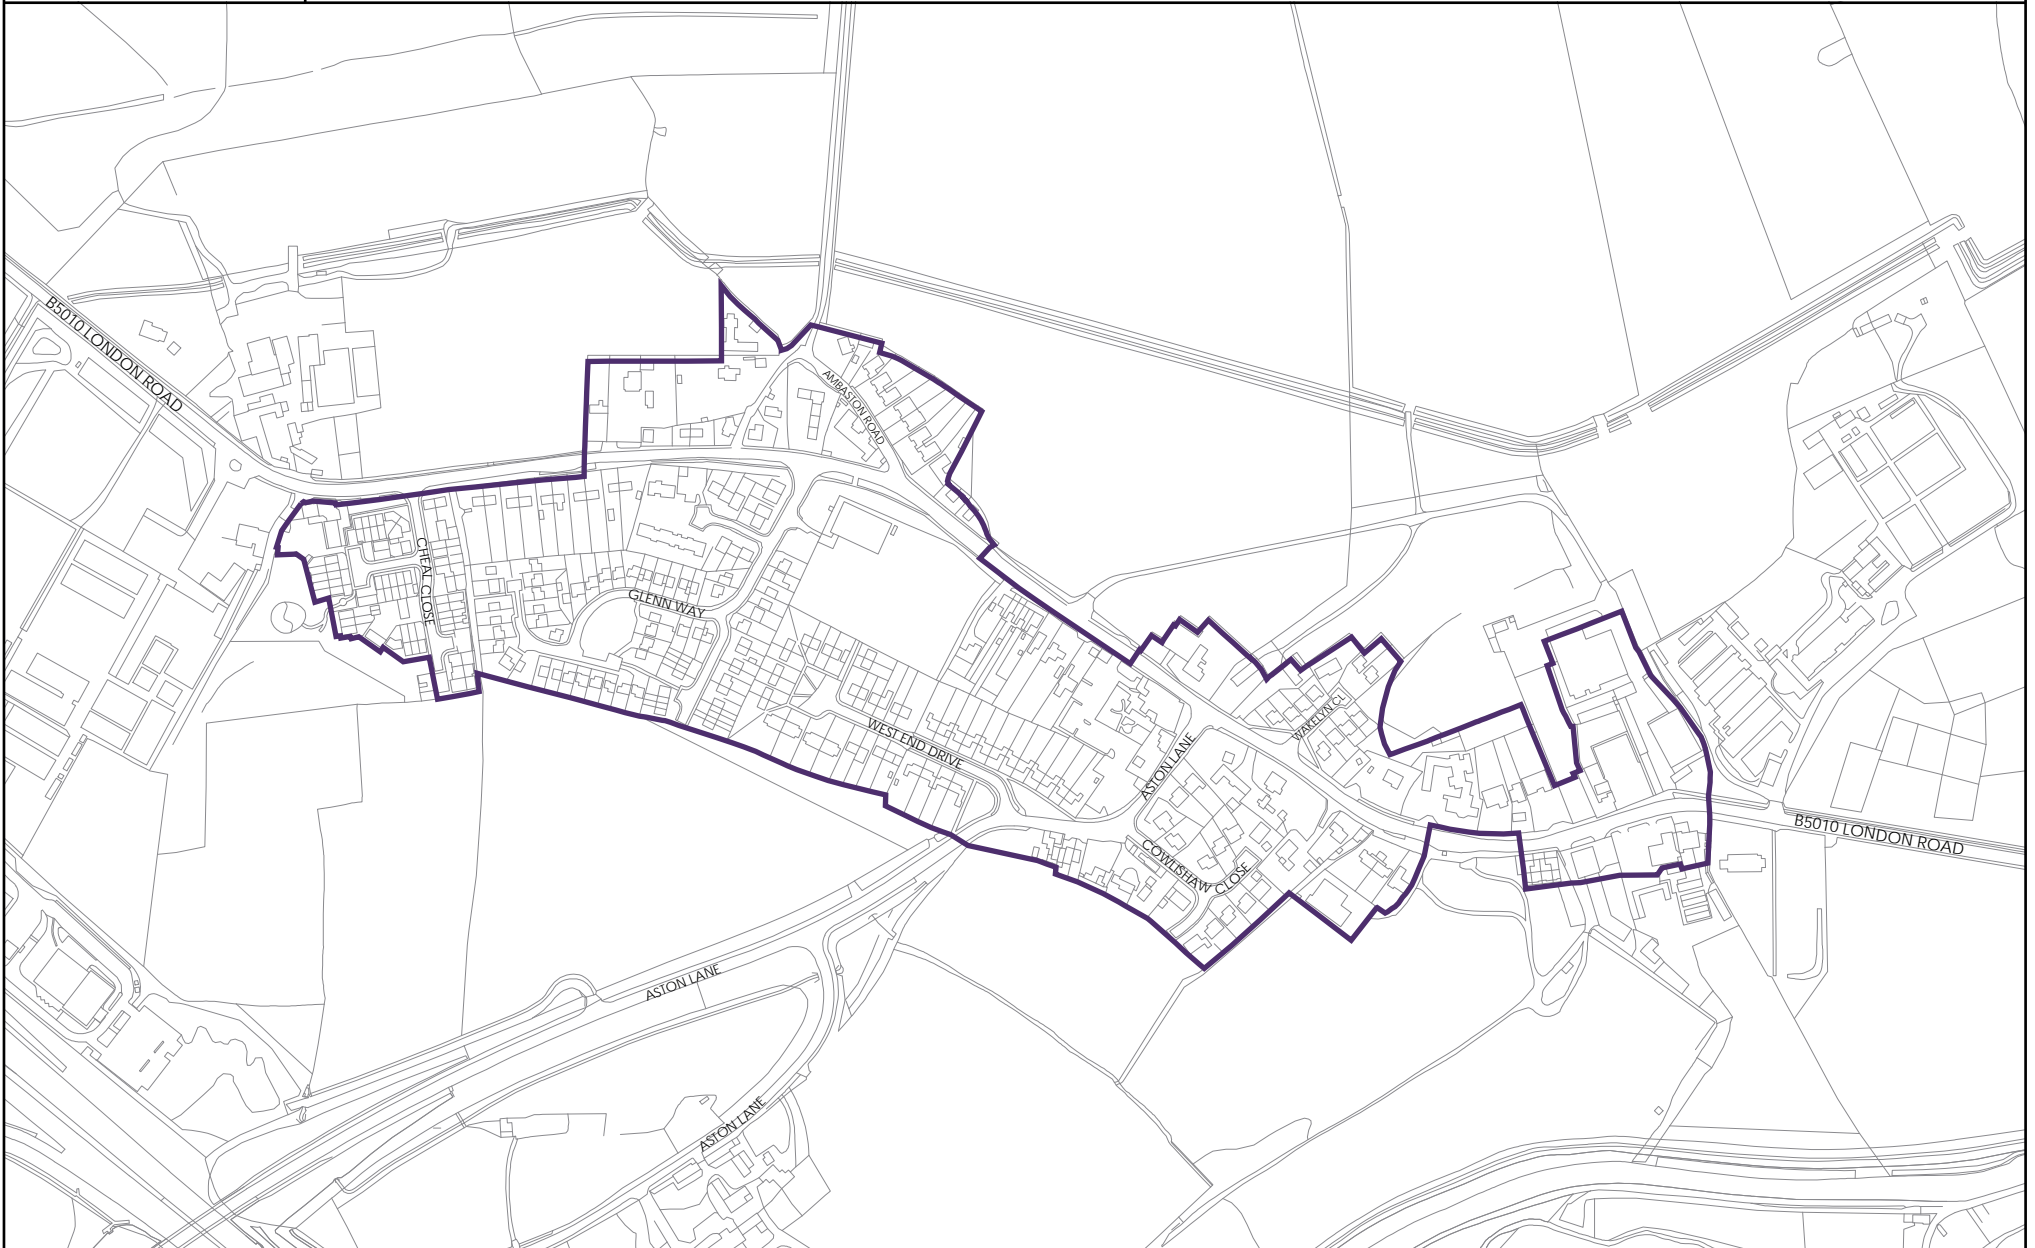 B5010 LONDON ROAD
AMBASTON ROAD
CHEAL CLOSE
GLENN WAY
WEST END DRIVE
WAKELYN CL
ASTON LANE
COWLISHAW CLOSE
B5010 LONDON ROAD
ASTON LANE
ASTON LANE